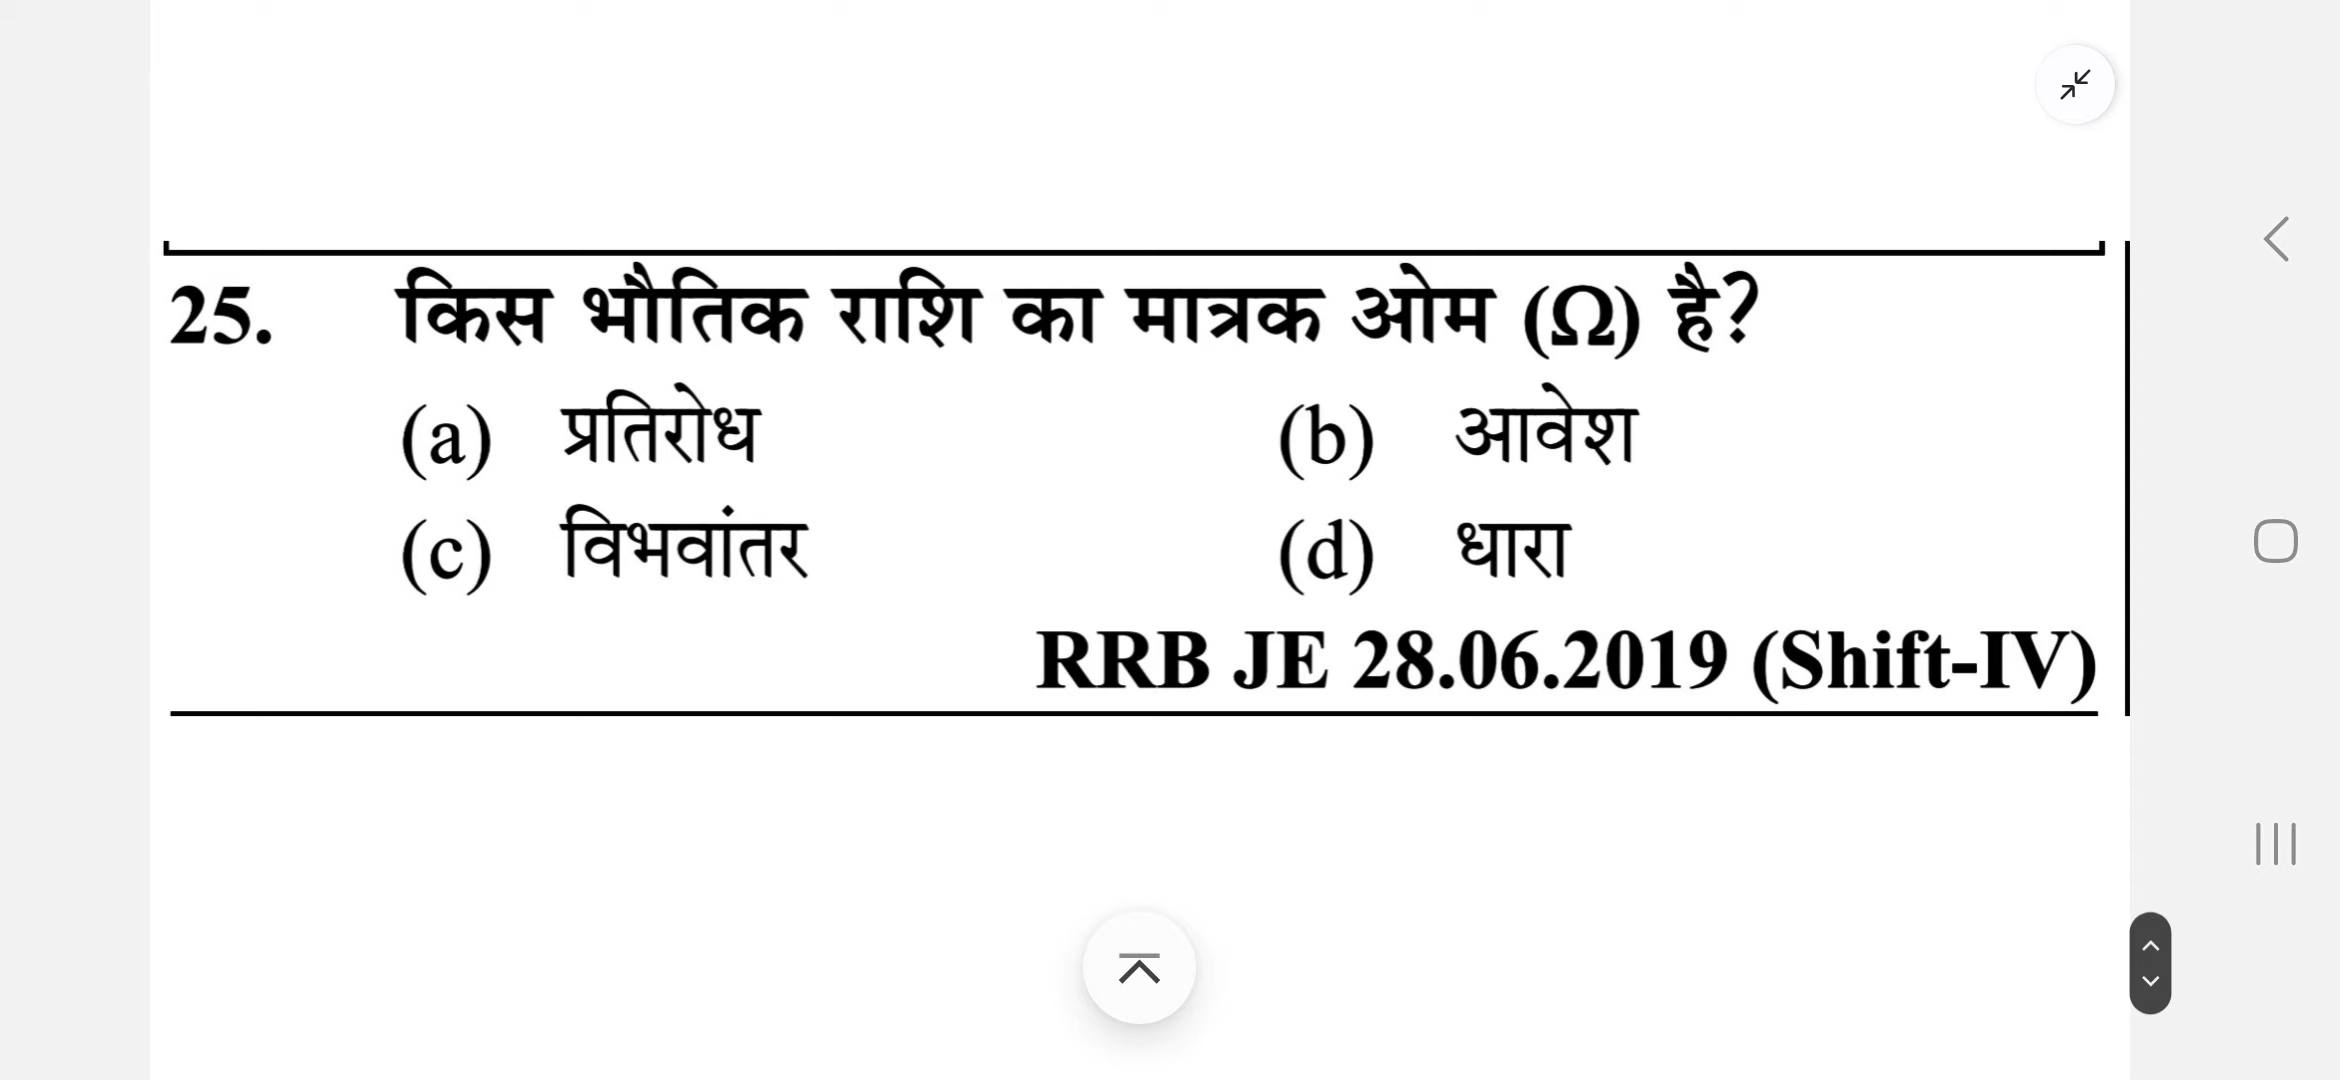 25. किस भौतिक राशि का मात्रक ओम (Ω) है?
(a) प्रतिरोध (b) आवेश
(c) विभवांतर (d) धारा
RRB JE 28.06.2019 (Shift-IV)